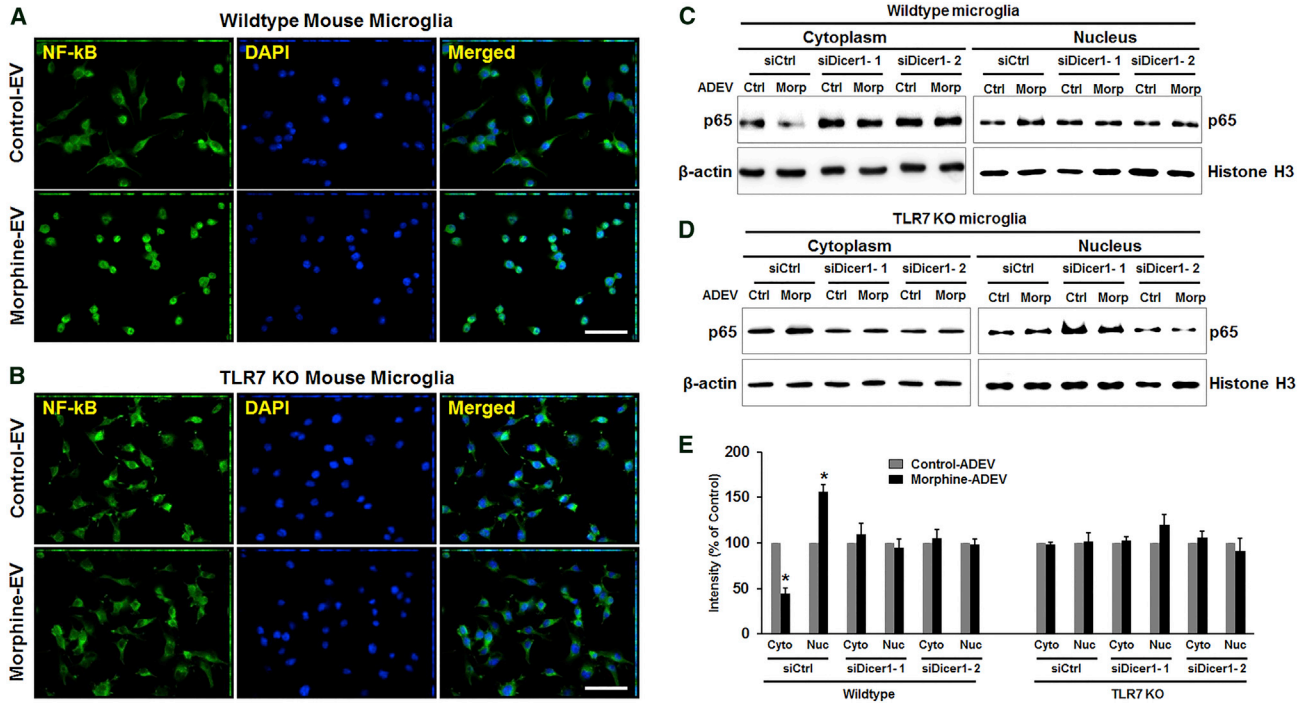 A
Wildtype Mouse Microglia
NF-kB
DAPI
Merged
Control-EV
Morphine-EV
B
TLR7 KO Mouse Microglia
NF-kB
DAPI
Merged
Control-EV
Morphine-EV
C
Wildtype microglia
Cytoplasm Nucleus
siCtrl siDicer1- 1 siDicer1- 2 siCtrl siDicer1- 1 siDicer1- 2
ADEV Ctrl Morp Ctrl Morp Ctrl Morp Ctrl Morp Ctrl Morp Ctrl Morp
p65 p65
β-actin Histone H3
D
TLR7 KO microglia
Cytoplasm Nucleus
siCtrl siDicer1- 1 siDicer1- 2 siCtrl siDicer1- 1 siDicer1- 2
ADEV Ctrl Morp Ctrl Morp Ctrl Morp Ctrl Morp Ctrl Morp Ctrl Morp
p65 p65
β-actin Histone H3
E
Intensity (% of Control)
200
150
100
50
0
Control-ADEV
Morphine-ADEV
*
*
Cyto Nuc Cyto Nuc Cyto Nuc Cyto Nuc Cyto Nuc Cyto Nuc
siCtrl siDicer1- 1 siDicer1- 2 siCtrl siDicer1- 1 siDicer1- 2
Wildtype TLR7 KO